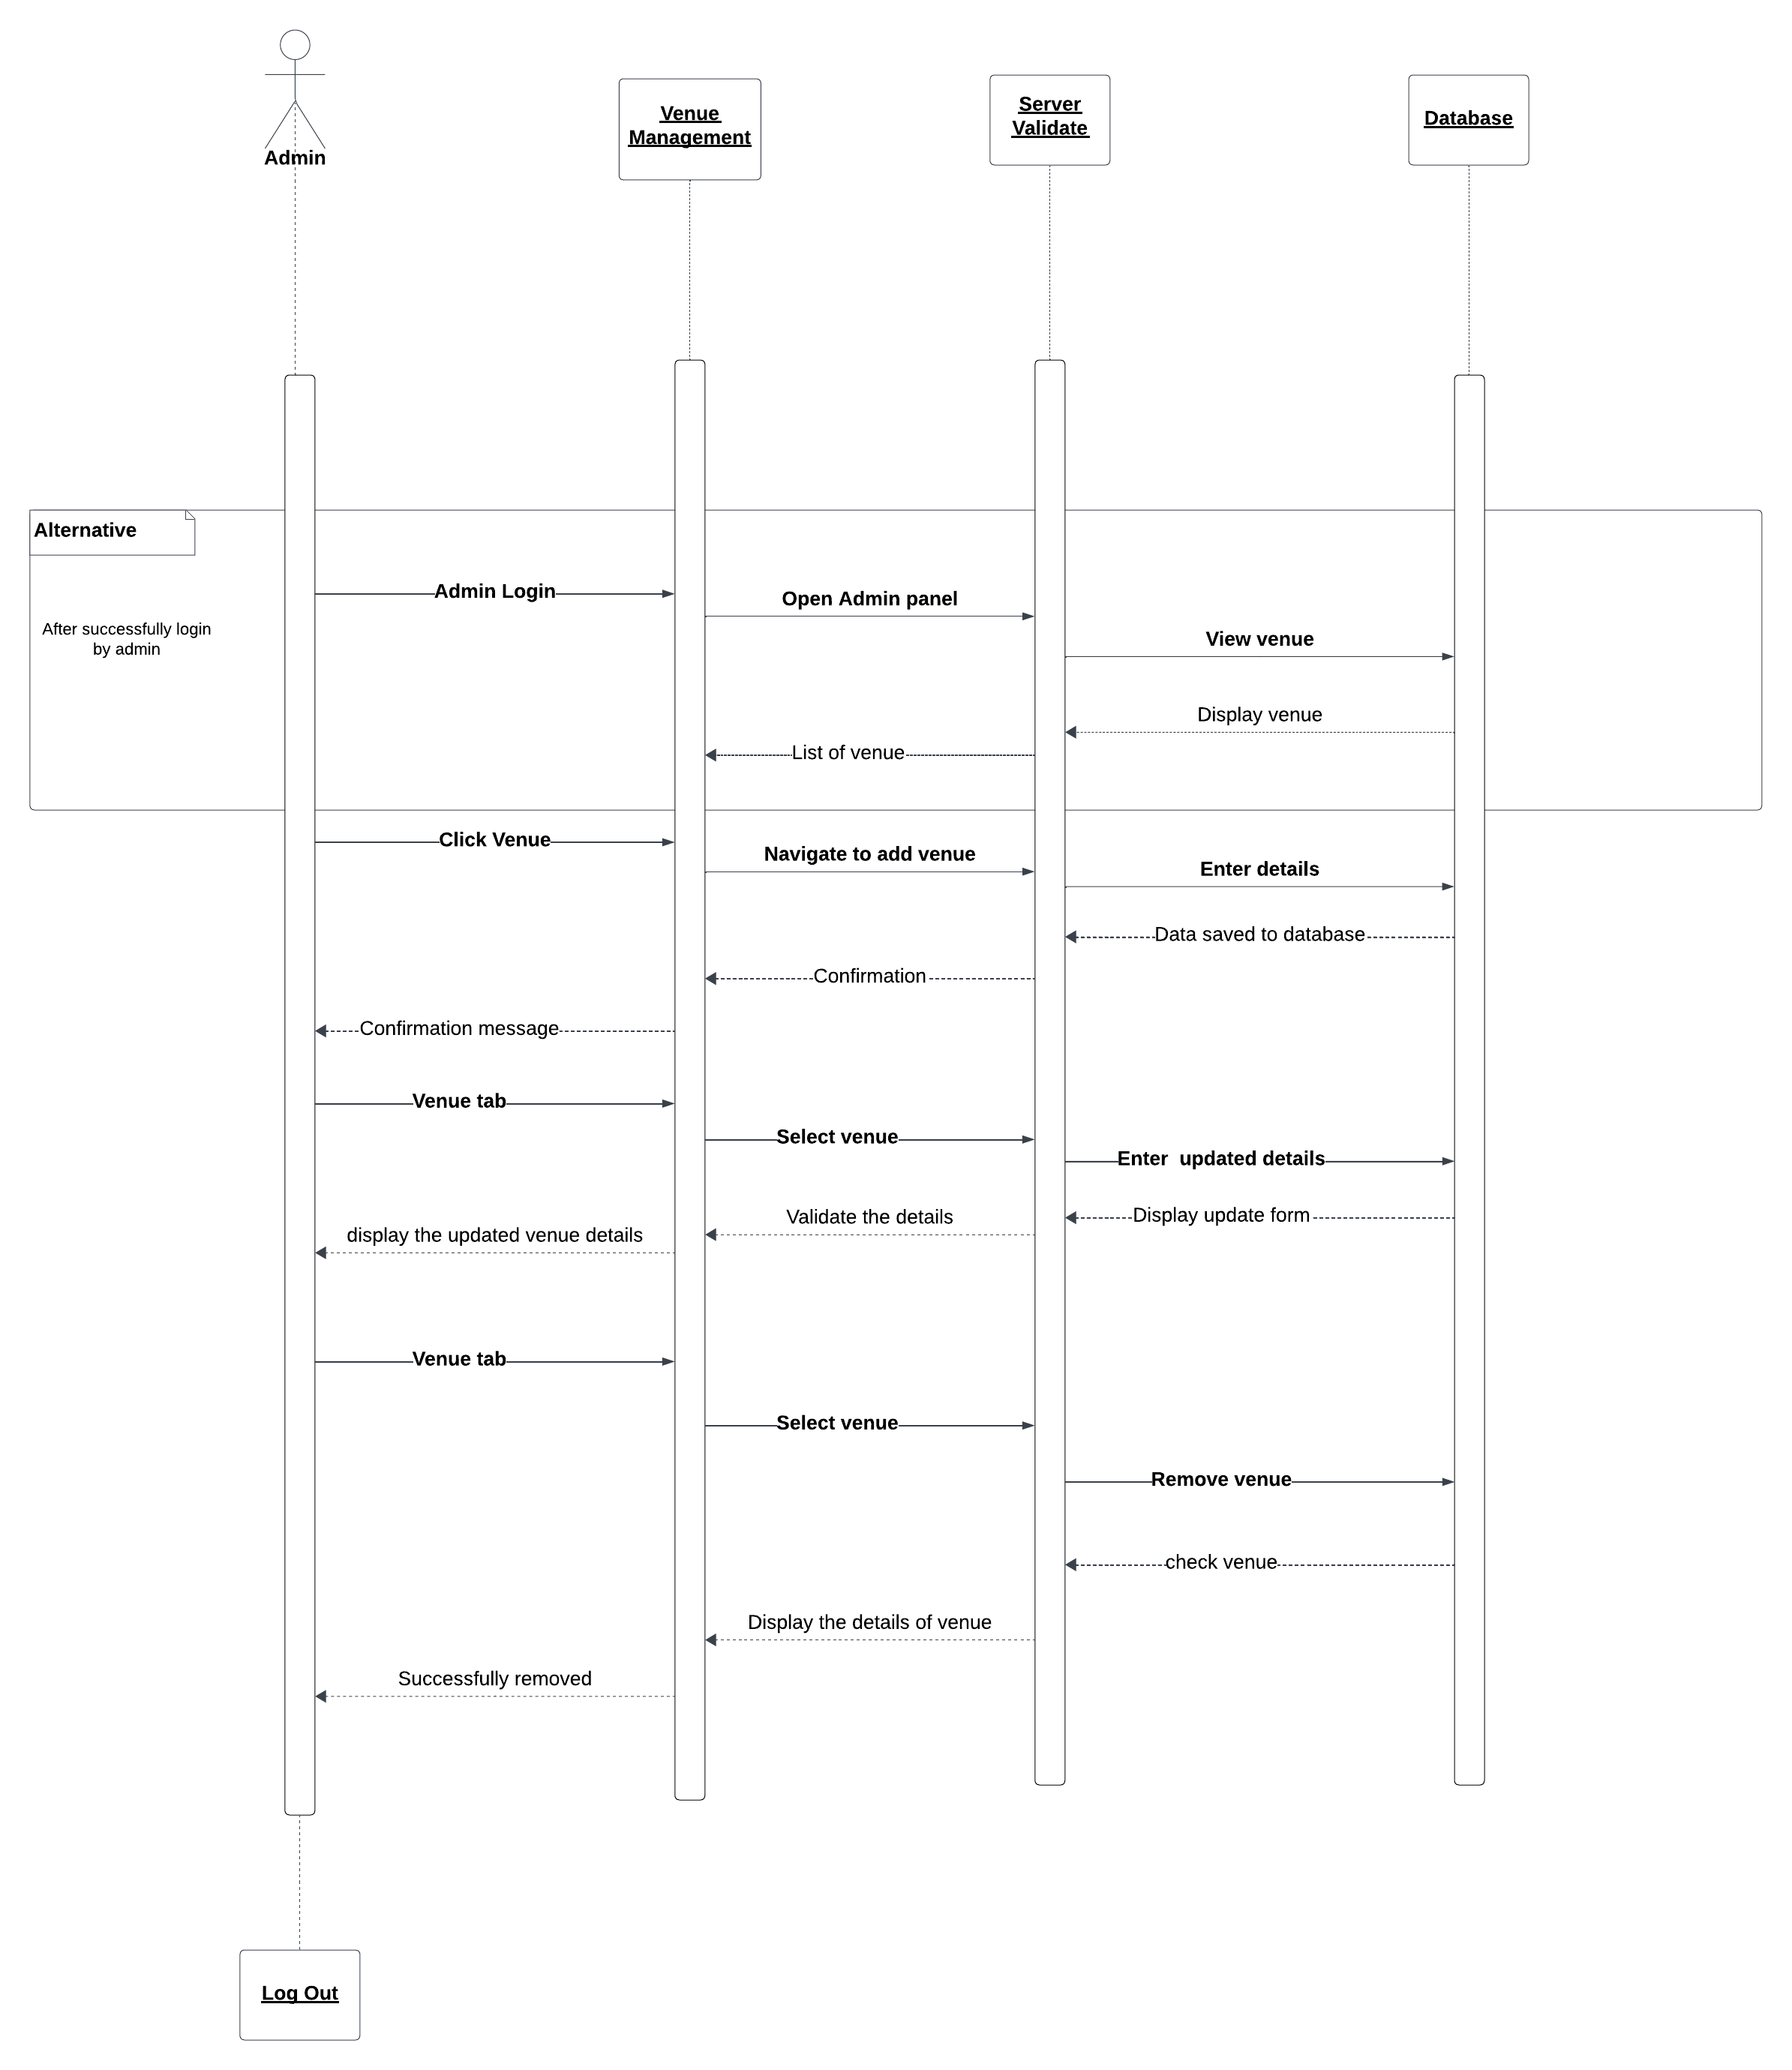 Admin
Venue
Management
Server
Validate
Database
Alternative
Admin Login
Open Admin panel
After successfully login
by admin
View venue
Display venue
List of venue
Click Venue
Navigate to add venue
Enter details
Data saved to database
Confirmation
Confirmation message
Venue tab
Select venue
Enter  updated details
Display update form
Validate the details
display the updated venue details
Venue tab
Select venue
Remove venue
check venue
Display the details of venue
Successfully removed
Log Out